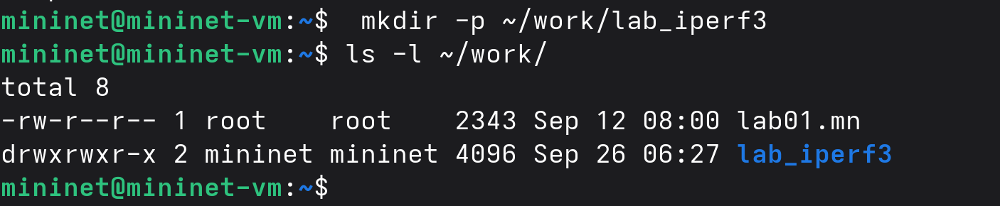 mininet@mininet-vm:~$  mkdir -p ~/work/lab_iperf3
mininet@mininet-vm:~$ ls -l ~/work/
total 8
-rw-r--r-- 1 root    root    2343 Sep 12 08:00 lab01.mn
drwxrwxr-x 2 mininet mininet 4096 Sep 26 06:27 lab_iperf3
mininet@mininet-vm:~$